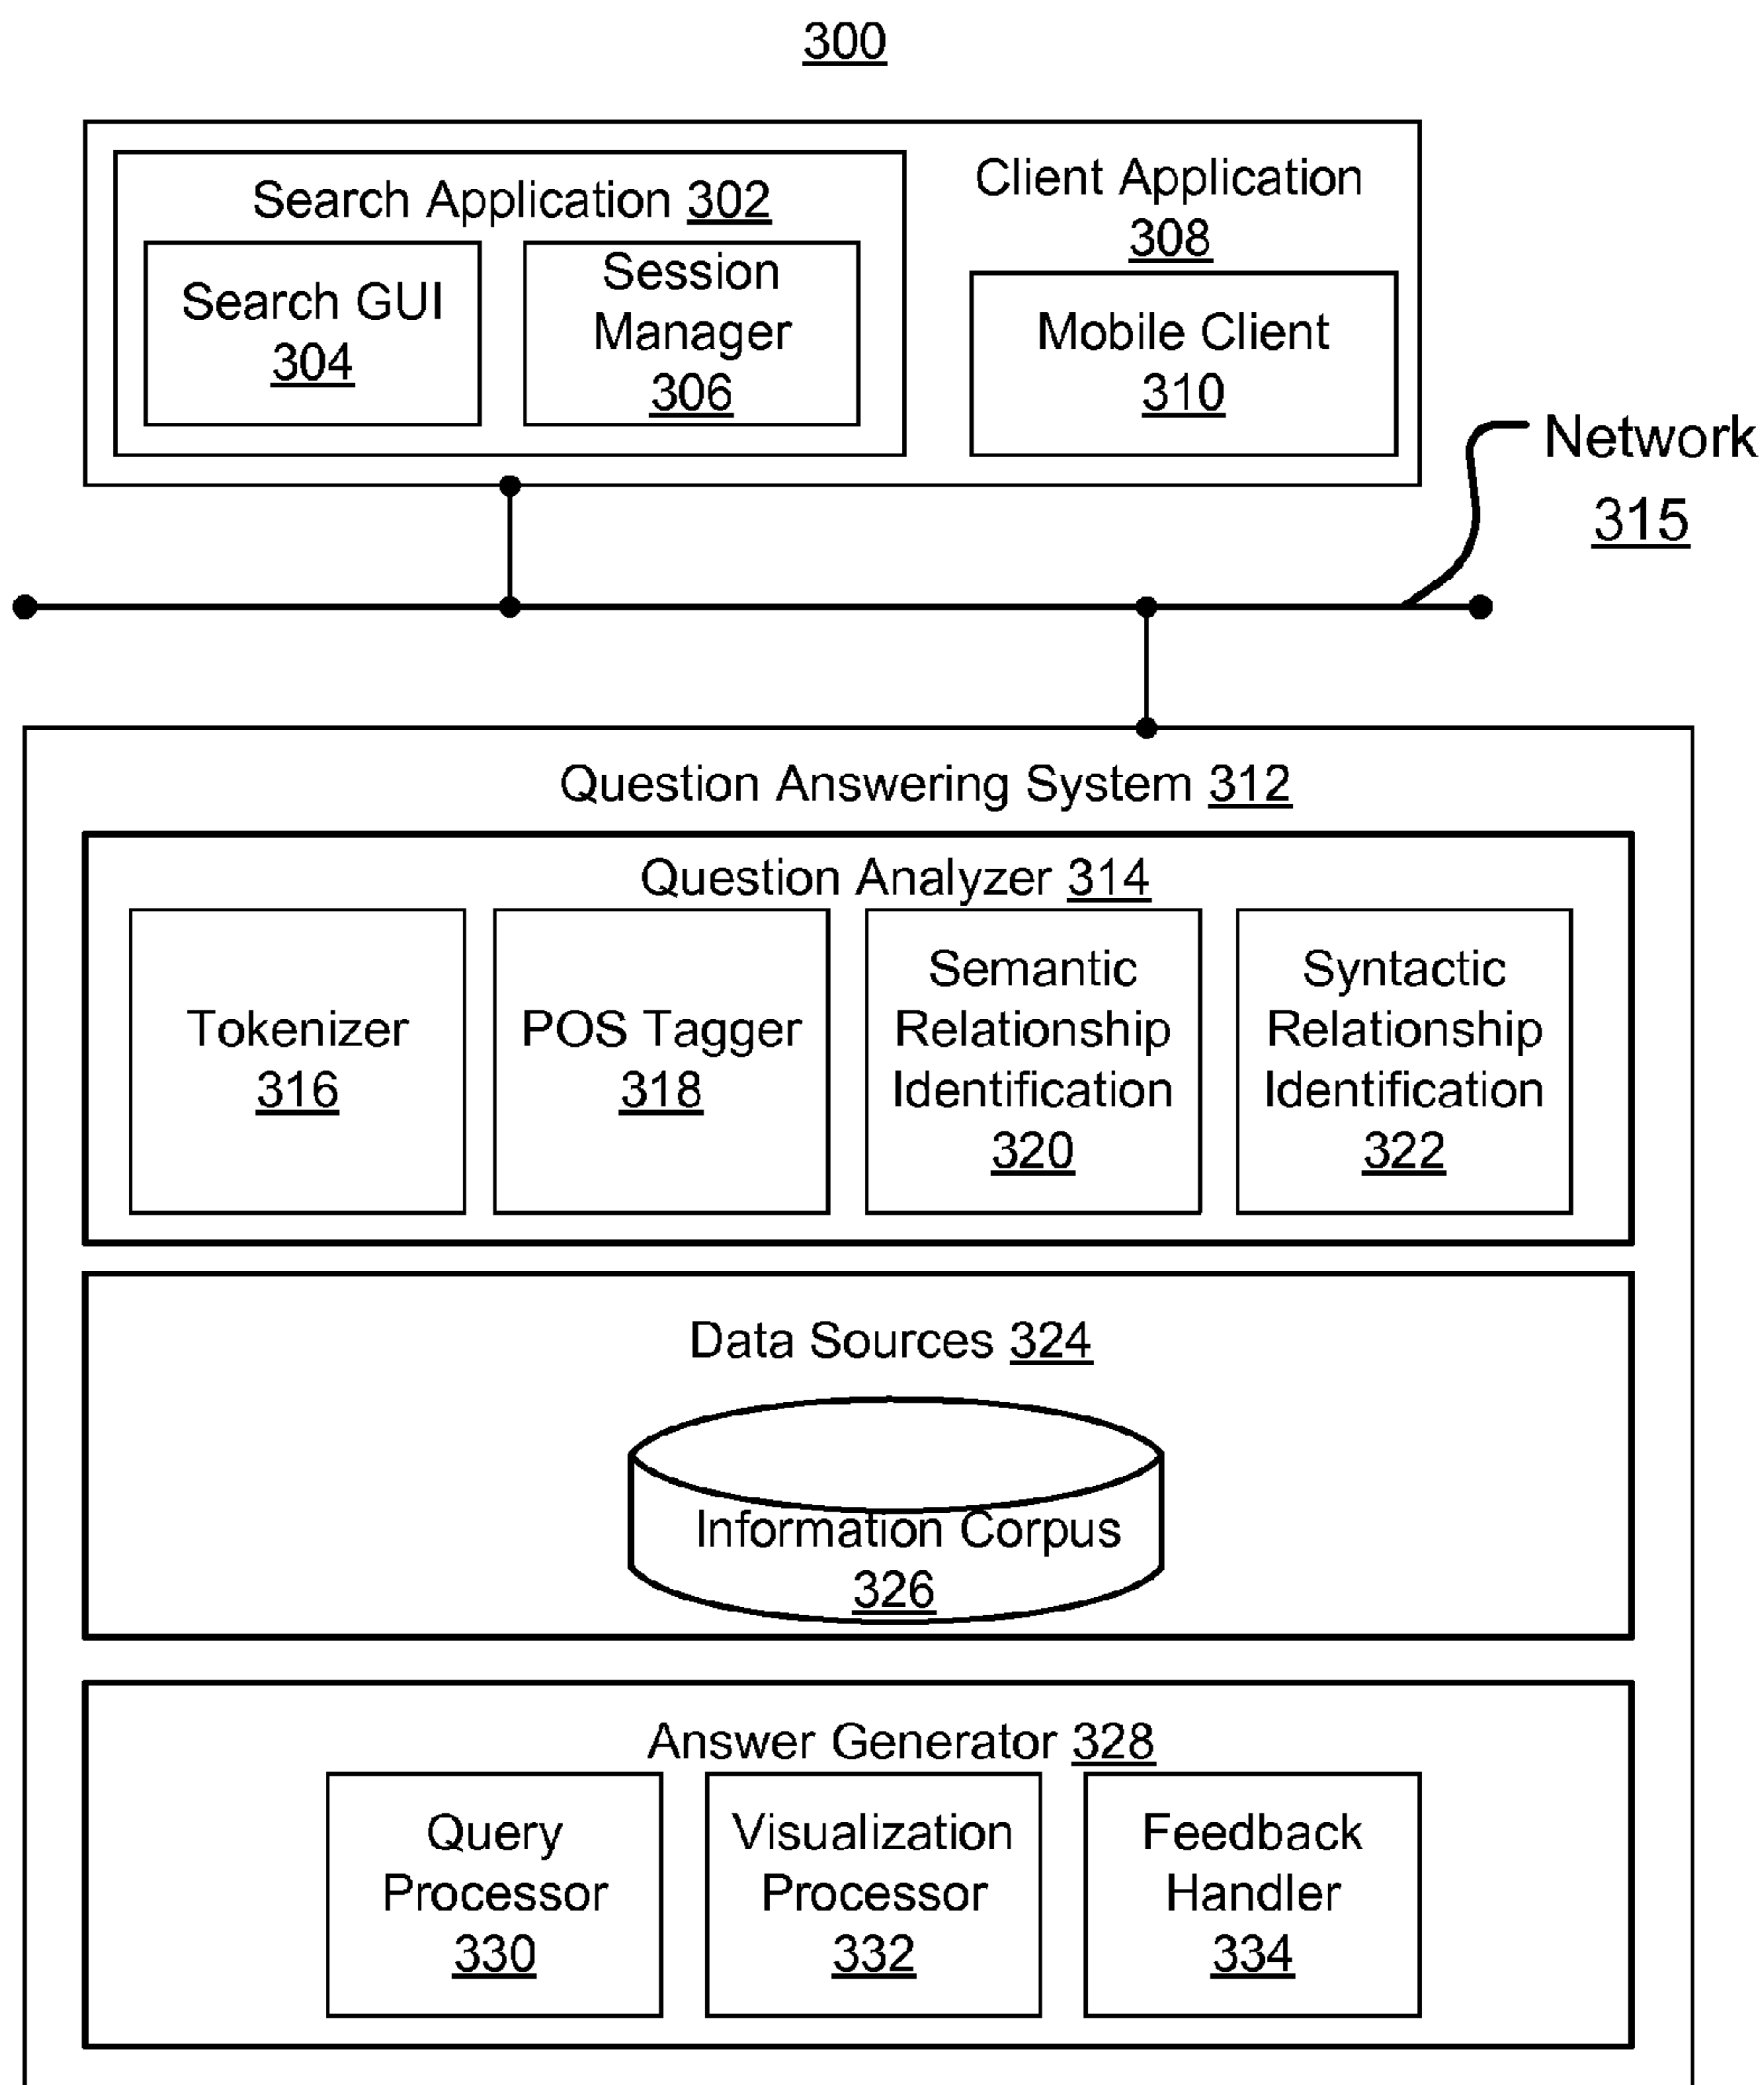 300
Search Application 302
Search GUI
304
Session
Manager
306
Client Application
308
Mobile Client
310
Network
315
Question Answering System 312
Question Analyzer 314
Tokenizer
316
POS Tagger
318
Semantic
Relationship
Identification
320
Syntactic
Relationship
Identification
322
Data Sources 324
Information Corpus
326
Answer Generator 328
Query
Processor
330
Visualization
Processor
332
Feedback
Handler
334